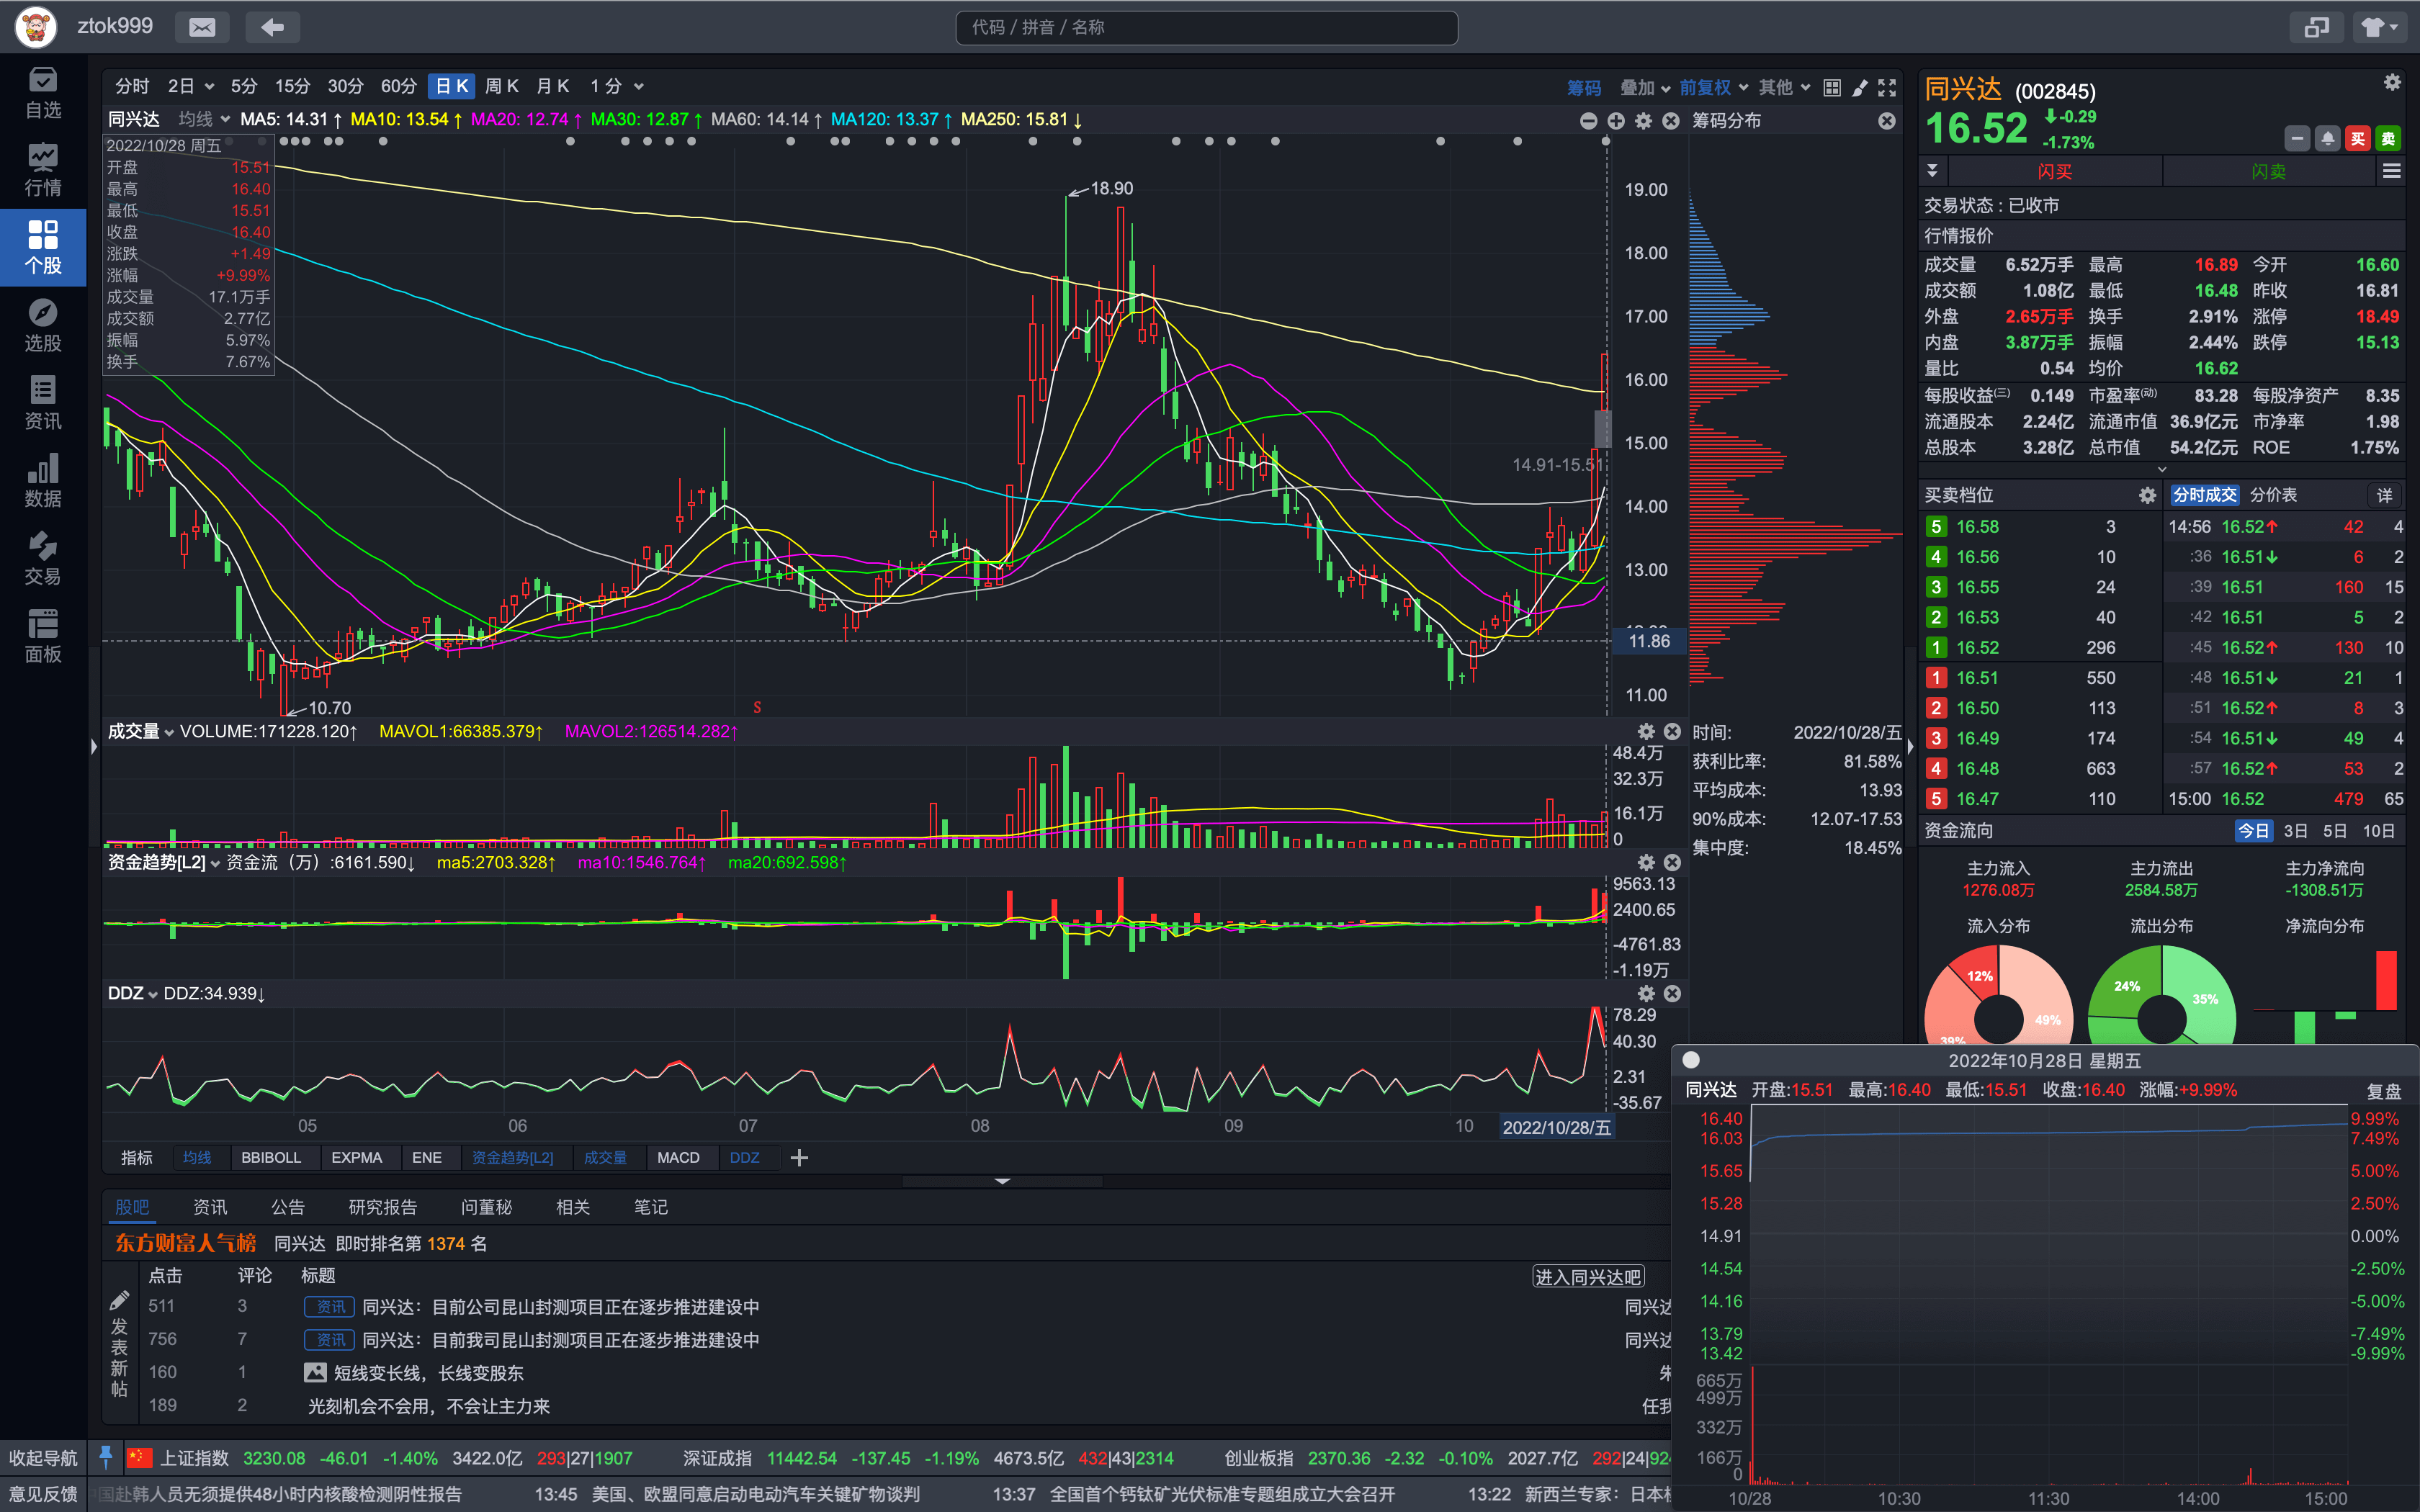 ztok999
代码 / 拼音 / 名称
自选
行情
个股
选股
资讯
数据
交易
面板
分时 2日 5分 15分 30分 60分 日K 周K 月K 1分
筹码 叠加 前复权 其他
同兴达 均线 MA5: 14.31↑ MA10: 13.54↑ MA20: 12.74↑ MA30: 12.87↑ MA60: 14.14↑ MA120: 13.37↑ MA250: 15.81↓
筹码分布
2022/10/28 周五
开盘 15.51
最高 16.40
最低 15.51
收盘 16.40
涨跌 +1.49
涨幅 +9.99%
成交量 17.1万手
成交额 2.77亿
振幅 5.97%
换手 7.67%
18.90
14.91-15.51
10.70
S
19.00
18.00
17.00
16.00
15.00
14.00
13.00
11.86
11.00
成交量 VOLUME:171228.120↑ MAVOL1:66385.379↑ MAVOL2:126514.282↑
48.4万
32.3万
16.1万
0
资金趋势[L2] 资金流（万）:6161.590↓ ma5:2703.328↑ ma10:1546.764↑ ma20:692.598↑
9563.13
2400.65
-4761.83
-1.19万
DDZ DDZ:34.939↓
78.29
40.30
2.31
-35.67
05 06 07 08 09 10 2022/10/28/五
时间: 2022/10/28/五
获利比率: 81.58%
平均成本: 13.93
90%成本: 12.07-17.53
集中度: 18.45%
指标 均线 BBIBOLL EXPMA ENE 资金趋势[L2] 成交量 MACD DDZ
股吧 资讯 公告 研究报告 问董秘 相关 笔记
东方财富人气榜 同兴达 即时排名第 1374 名
点击 评论 标题 进入同兴达吧
发表新帖
511 3 资讯 同兴达：目前公司昆山封测项目正在逐步推进建设中 同兴达
756 7 资讯 同兴达：目前我司昆山封测项目正在逐步推进建设中 同兴达
160 1 短线变长线，长线变股东
189 2 光刻机会不会用，不会让主力来 任我
同兴达 (002845)
16.52 -0.29
-1.73%
买 卖
闪买 闪卖
交易状态：已收市
行情报价
成交量 6.52万手 最高 16.89 今开 16.60
成交额 1.08亿 最低 16.48 昨收 16.81
外盘 2.65万手 换手 2.91% 涨停 18.49
内盘 3.87万手 振幅 2.44% 跌停 15.13
量比 0.54 均价 16.62
每股收益(三) 0.149 市盈率(动) 83.28 每股净资产 8.35
流通股本 2.24亿 流通市值 36.9亿元 市净率 1.98
总股本 3.28亿 总市值 54.2亿元 ROE 1.75%
买卖档位 分时成交 分价表 详
5 16.58 3 14:56 16.52↑ 42 4
4 16.56 10 :36 16.51↓ 6 2
3 16.55 24 :39 16.51 160 15
2 16.53 40 :42 16.51 5 2
1 16.52 296 :45 16.52↑ 130 10
1 16.51 550 :48 16.51↓ 21 1
2 16.50 113 :51 16.52↑ 8 3
3 16.49 174 :54 16.51↓ 49 4
4 16.48 663 :57 16.52↑ 53 2
5 16.47 110 15:00 16.52 479 65
资金流向 今日 3日 5日 10日
主力流入 主力流出 主力净流向
1276.08万 2584.58万 -1308.51万
流入分布 流出分布 净流向分布
12% 49% 39%
24% 35%
2022年10月28日 星期五
同兴达 开盘:15.51 最高:16.40 最低:15.51 收盘:16.40 涨幅:+9.99% 复盘
16.40 9.99%
16.03 7.49%
15.65 5.00%
15.28 2.50%
14.91 0.00%
14.54 -2.50%
14.16 -5.00%
13.79 -7.49%
13.42 -9.99%
665万
499万
332万
166万
0
10/28 10:30 11:30 14:00 15:00
收起导航 上证指数 3230.08 -46.01 -1.40% 3422.0亿 293|27|1907 深证成指 11442.54 -137.45 -1.19% 4673.5亿 432|43|2314 创业板指 2370.36 -2.32 -0.10% 2027.7亿 292|24|924
意见反馈 国赴韩人员无须提供48小时内核酸检测阴性报告 13:45 美国、欧盟同意启动电动汽车关键矿物谈判 13:37 全国首个钙钛矿光伏标准专题组成立大会召开 13:22 新西兰专家：日本